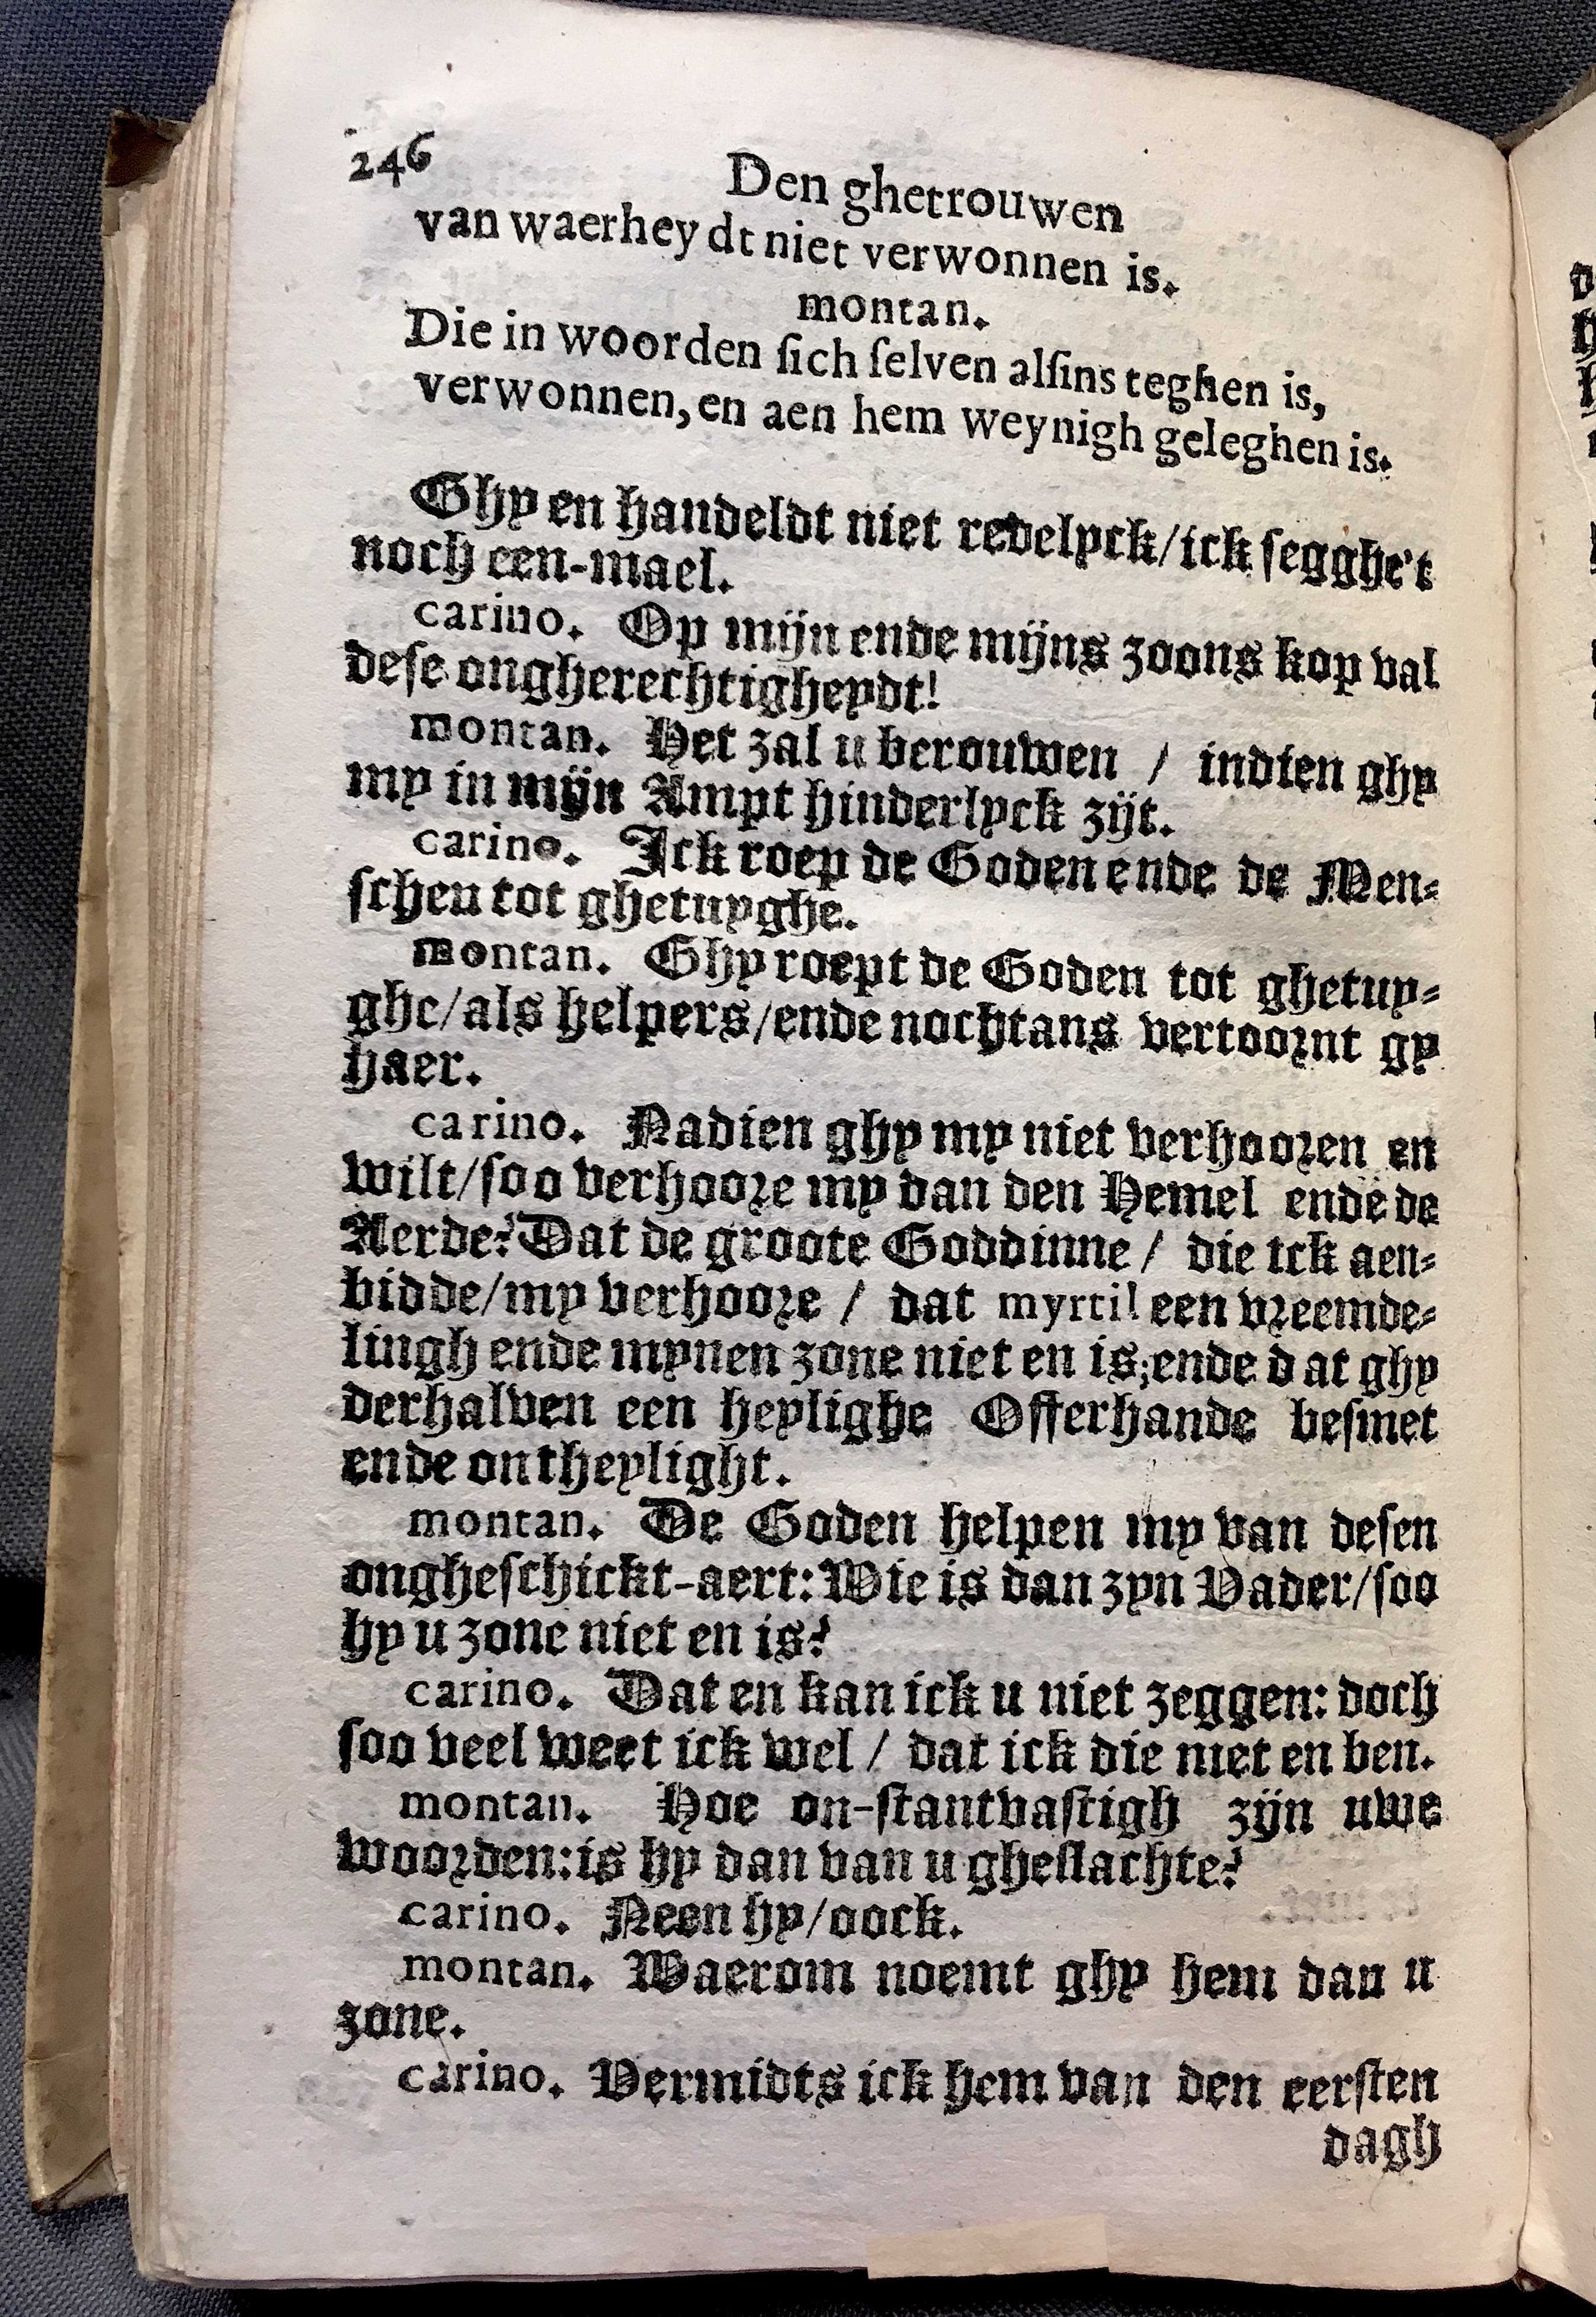 246
Den ghetrouwen
van waerheydt niet verwonnen is.
montan.
Die in woorden sich selven alsins teghen is,
verwonnen, en aen hem weynigh geleghen is.
Ghy en handeldt niet redelyck/ick segghe't
noch een-mael.
carino. Op mijn ende mijns zoons kop val
dese ongherechtigheydt!
montan. Het zal u berouwen / indien ghy
my in mijn Ampt hinderlyck zijt.
carino. Ick roep de Goden ende de Men-
schen tot ghetuyghe.
montan. Ghy roept de Goden tot ghetuy-
ghe/als helpers/ende nochtans vertoornt gy
haer.
carino. Nadien ghy my niet verhooren en
wilt/soo verhoore my dan den Hemel ende de
Aerde? Dat de groote Goddinne / die ick aen-
bidde/my verhoore / dat myrtil een vreemde-
lingh ende mynen zone niet en is; ende dat ghy
derhalven een heylighe Offerhande besmet
ende ontheylight.
montan. De Goden helpen my van desen
ongheschickt-aert: Wie is dan zyn Vader/soo
hy u zone niet en is?
carino. Dat en kan ick u niet zeggen: doch
soo veel weet ick wel / dat ick die niet en ben.
montan. Hoe on-stantvastigh zijn uwe
woorden: is hy dan van u gheslachte?
carino. Neen hy/oock.
montan. Waerom noemt ghy hem dan u
zone.
carino. Vermidts ick hem van den eersten
dagh